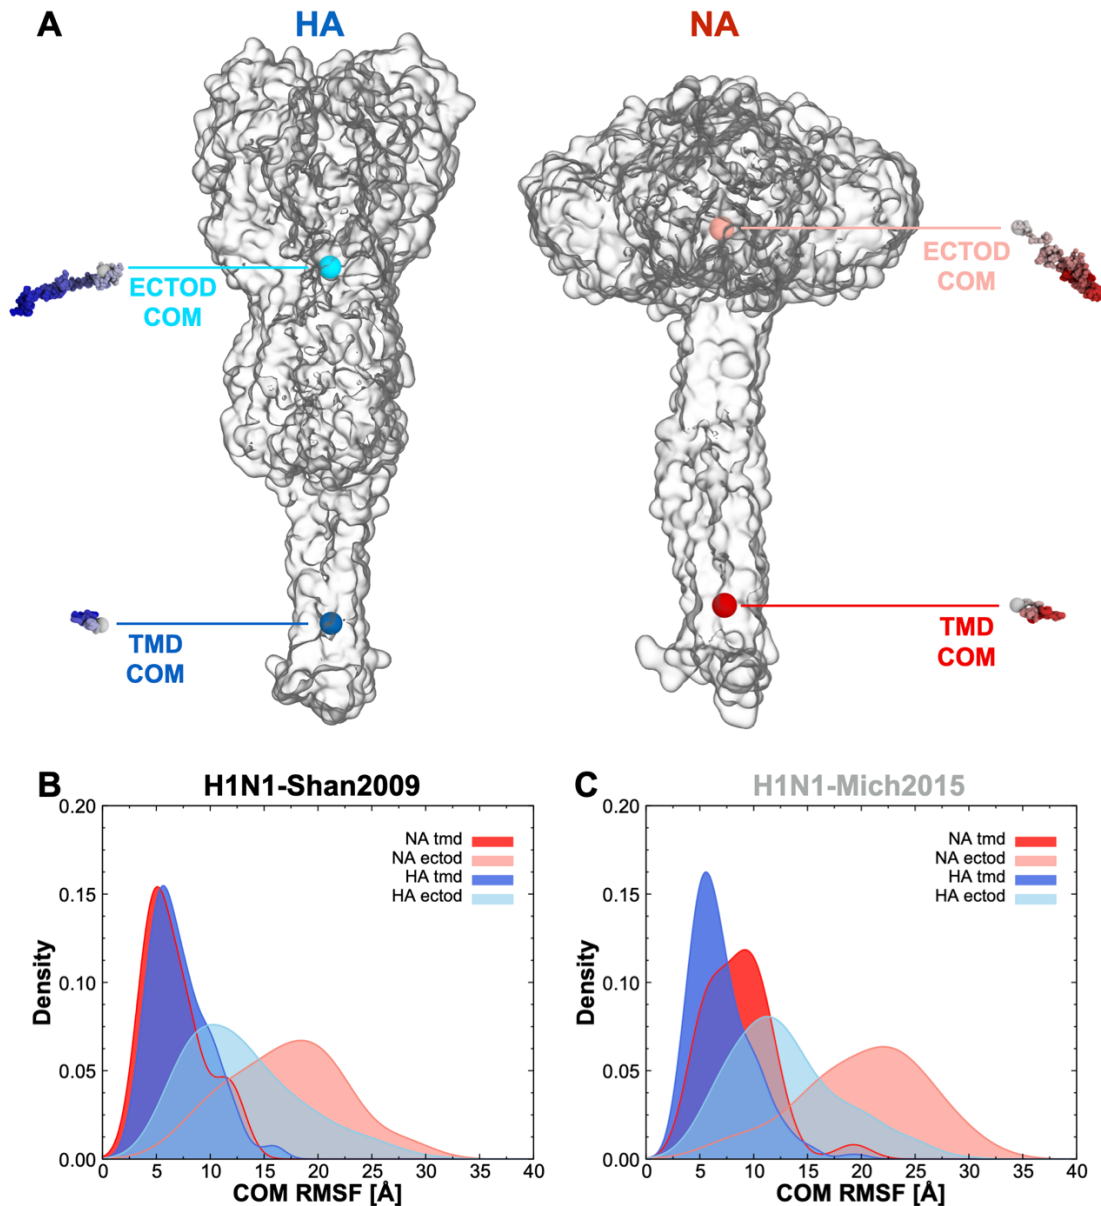 A
HA
NA
ECTOD
COM
ECTOD
COM
TMD
COM
TMD
COM
B
H1N1-Shan2009
0.20
0.15
0.10
0.05
0.00
Density
NA tmd
NA ectod
HA tmd
HA ectod
0 5 10 15 20 25 30 35 40
COM RMSF [Å]
C
H1N1-Mich2015
0.20
0.15
0.10
0.05
0.00
Density
NA tmd
NA ectod
HA tmd
HA ectod
0 5 10 15 20 25 30 35 40
COM RMSF [Å]